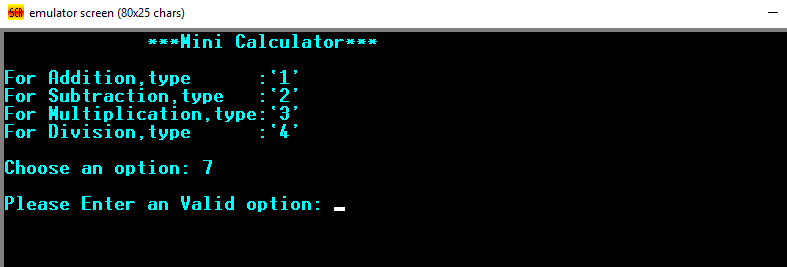 emulator screen (80x25 chars)
***Mini Calculator***
For Addition,type      :'1'
For Subtraction,type   :'2'
For Multiplication,type:'3'
For Division,type      :'4'
Choose an option: 7
Please Enter an Valid option: